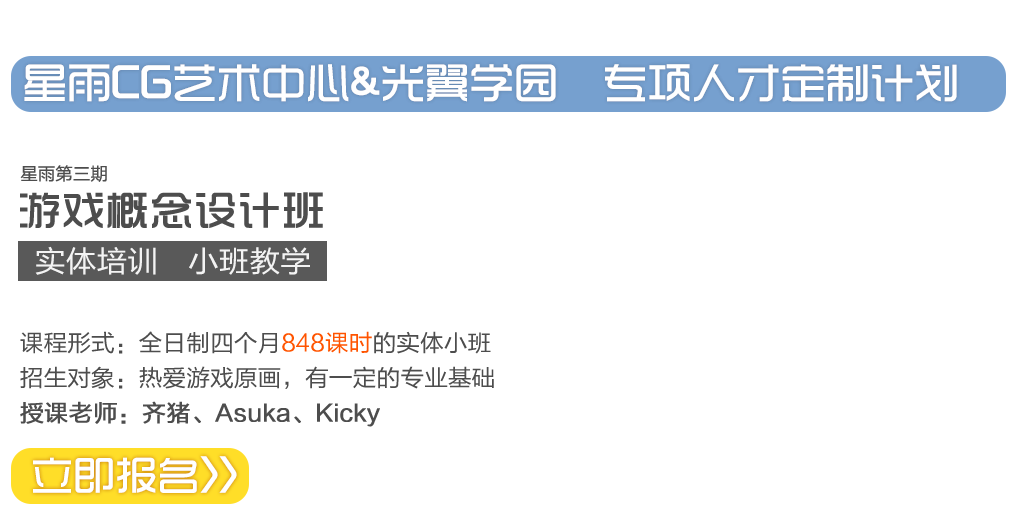 星雨CG艺术中心&光翼学园 专项人才定制计划
星雨第三期
游戏概念设计班
实体培训 小班教学
课程形式：全日制四个月848课时的实体小班
招生对象：热爱游戏原画，有一定的专业基础
授课老师：齐猪、Asuka、Kicky
立即报名》